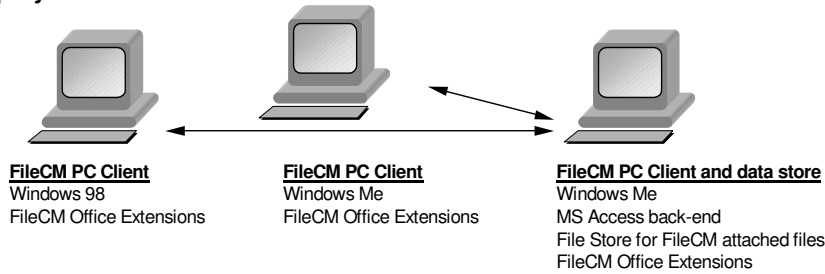 FileCM PC Client
Windows 98
FileCM Office Extensions
FileCM PC Client
Windows Me
FileCM Office Extensions
FileCM PC Client and data store
Windows Me
MS Access back-end
File Store for FileCM attached files
FileCM Office Extensions